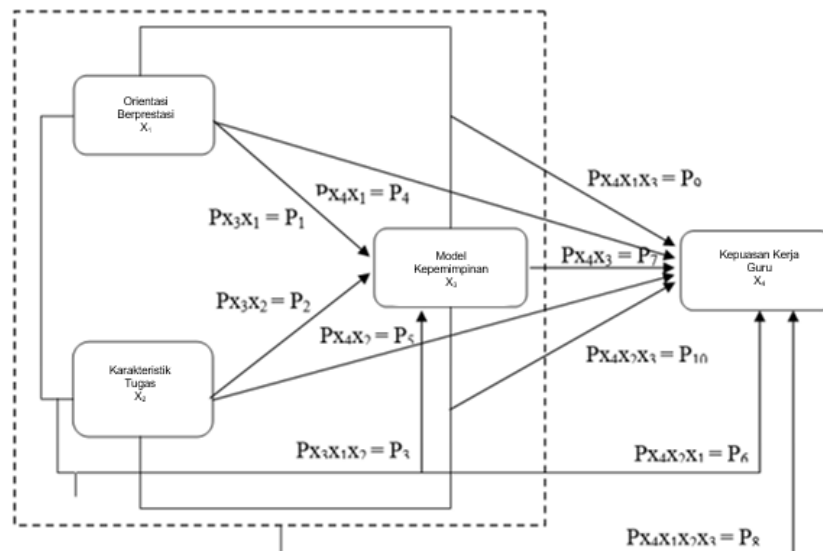 Orientasi
Berprestasi
X₁
Px₄x₁x₃ = P₉
Px₄x₁ = P₄
Px₃x₁ = P₁
Model
Kepemimpinan
X₃
Px₄x₃ = P₇
Kepuasan Kerja
Guru
X₄
Px₃x₂ = P₂
Px₄x₂ = P₅
Px₄x₂x₃ = P₁₀
Karakteristik
Tugas
X₂
Px₃x₁x₂ = P₃
Px₄x₂x₁ = P₆
Px₄x₁x₂x₃ = P₈